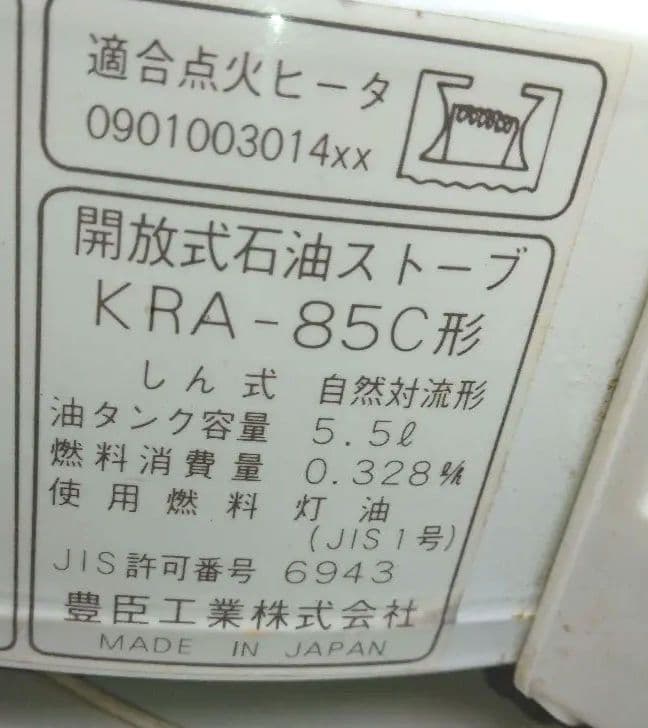 適合点火ヒータ
0901003014xx
開放式石油ストーブ
KRA-85C形
しん式 自然対流形
油タンク容量 5.5ℓ
燃料消費量 0.328ℓ/h
使用燃料 灯油
(JIS1号)
JIS許可番号 6943
豊臣工業株式会社
MADE IN JAPAN